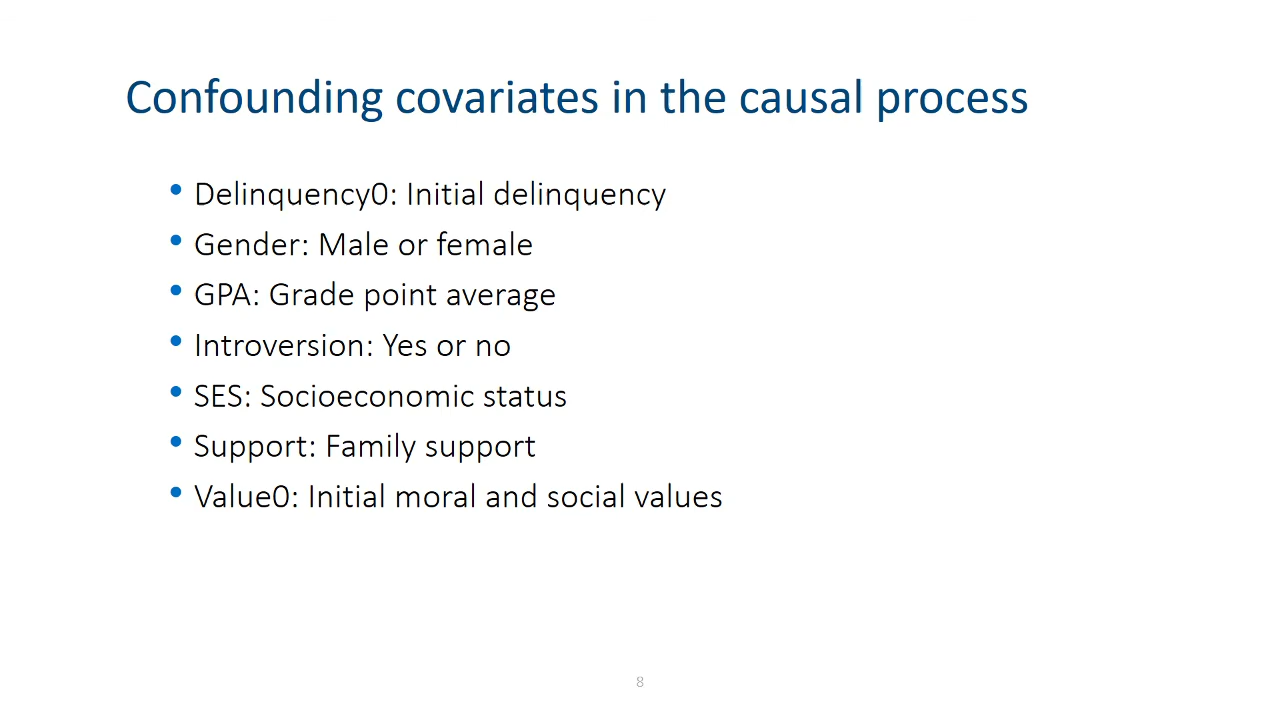 Confounding covariates in the causal process
• Delinquency0: Initial delinquency
• Gender: Male or female
• GPA: Grade point average
• Introversion: Yes or no
• SES: Socioeconomic status
• Support: Family support
• Value0: Initial moral and social values
8